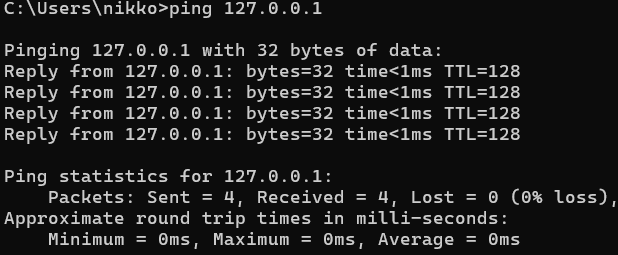 C:\Users\nikko>ping 127.0.0.1
Pinging 127.0.0.1 with 32 bytes of data:
Reply from 127.0.0.1: bytes=32 time<1ms TTL=128
Reply from 127.0.0.1: bytes=32 time<1ms TTL=128
Reply from 127.0.0.1: bytes=32 time<1ms TTL=128
Reply from 127.0.0.1: bytes=32 time<1ms TTL=128
Ping statistics for 127.0.0.1:
Packets: Sent = 4, Received = 4, Lost = 0 (0% loss),
Approximate round trip times in milli-seconds:
Minimum = 0ms, Maximum = 0ms, Average = 0ms